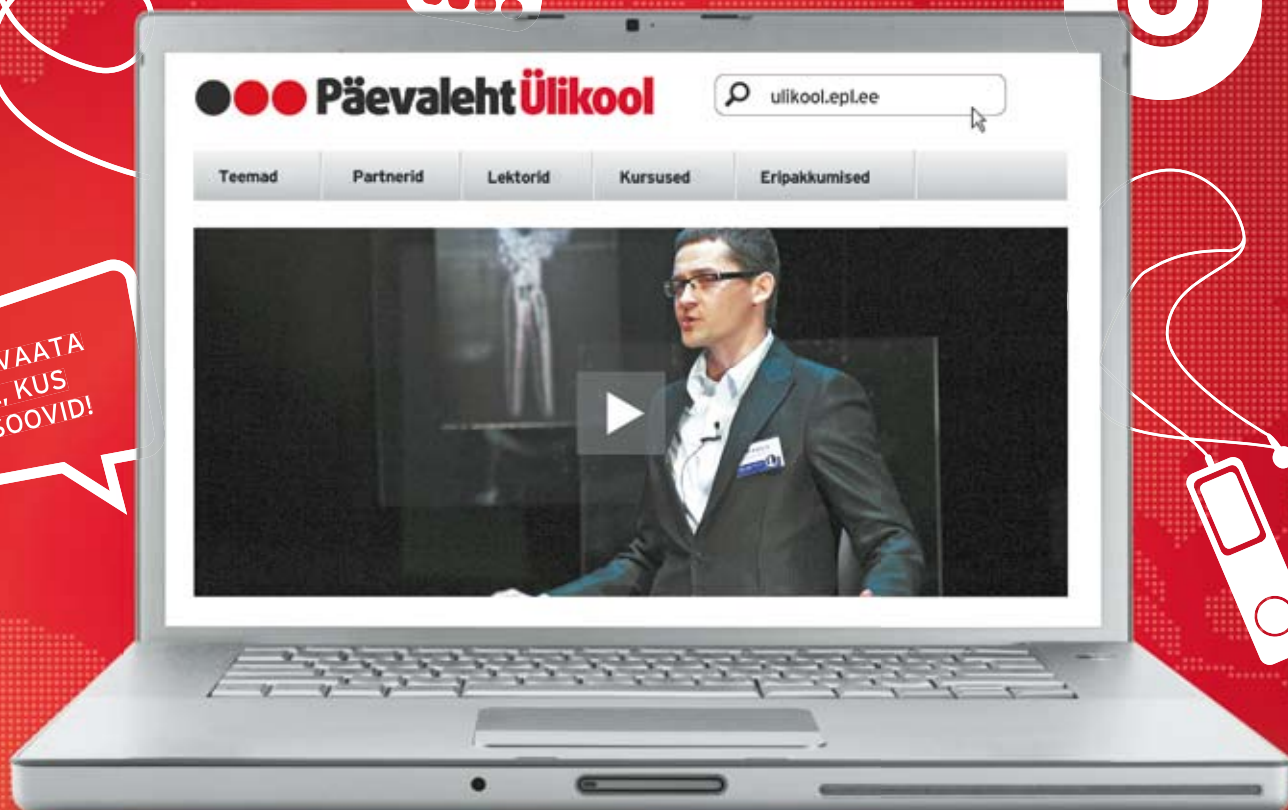 Päevaleht Ülikool
ulikool.epl.ee
Teemad Partnerid Lektorid Kursused Eripakkumised
VAATA
, KUS
SOOVID!